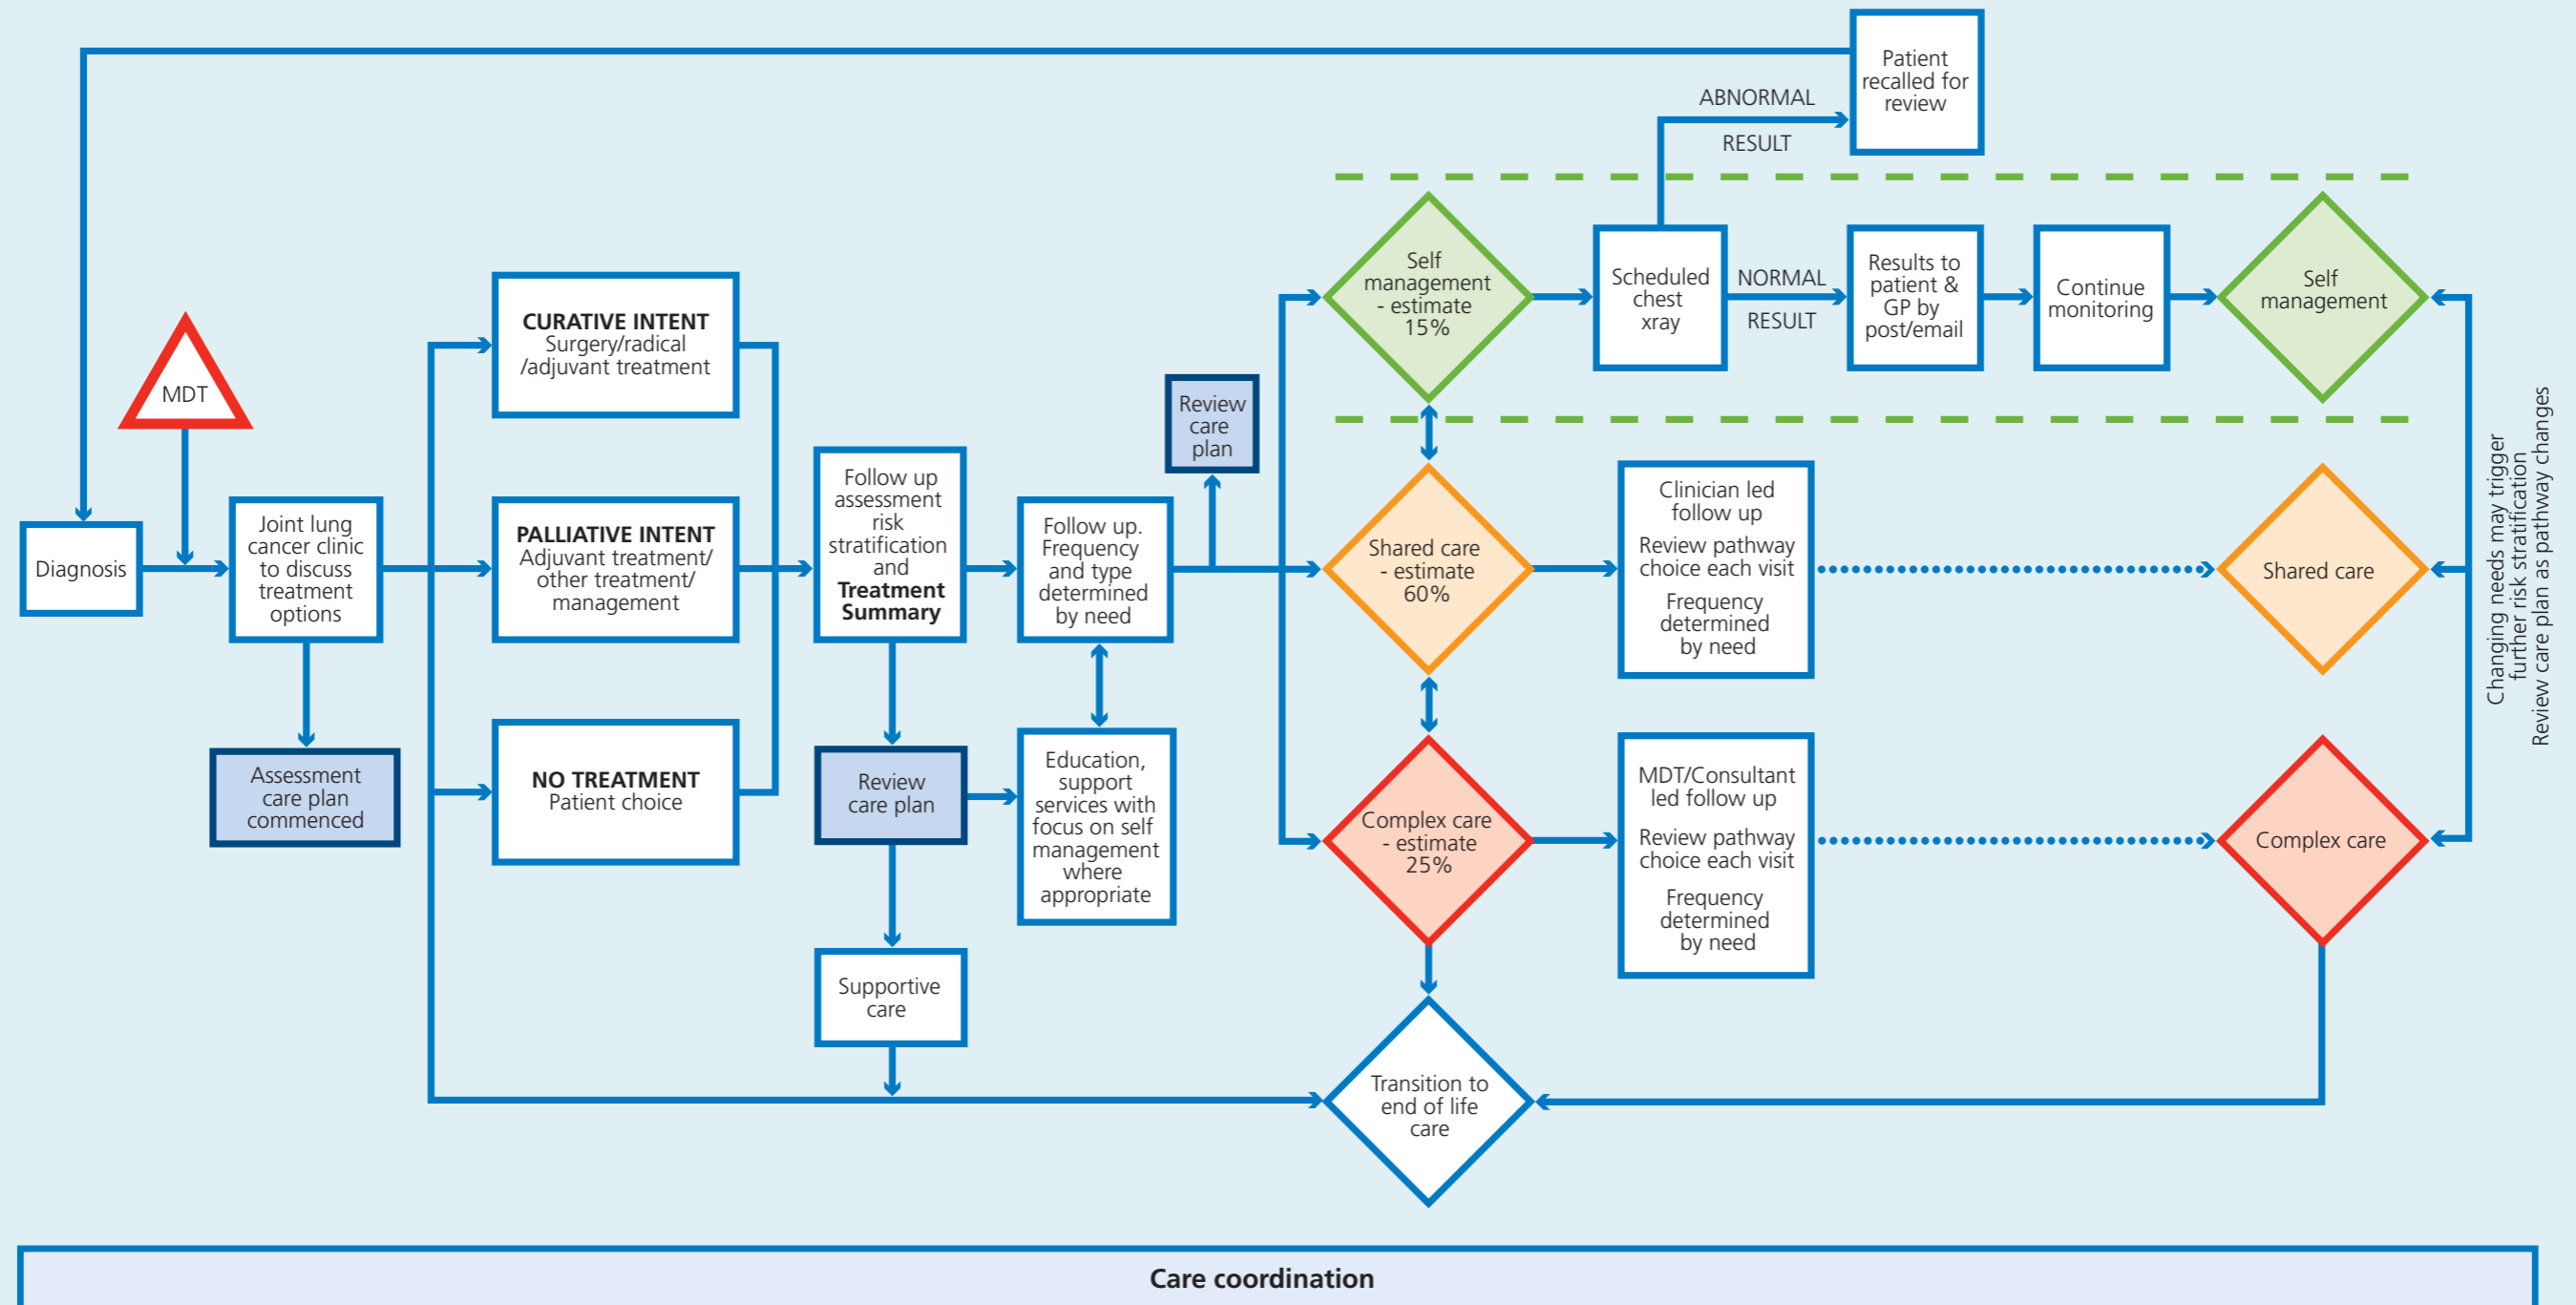 Patient
recalled for
review
ABNORMAL
RESULT
MDT
Diagnosis
Joint lung
cancer clinic
to discuss
treatment
options
Assessment
care plan
commenced
CURATIVE INTENT
Surgery/radical
/adjuvant treatment
PALLIATIVE INTENT
Adjuvant treatment/
other treatment/
management
NO TREATMENT
Patient choice
Follow up
assessment
risk
stratification
and
Treatment
Summary
Review
care plan
Supportive
care
Follow up.
Frequency
and type
determined
by need
Education,
support
services with
focus on self
management
where
appropriate
Review
care
plan
Self
management
- estimate
15%
Scheduled
chest
xray
NORMAL
RESULT
Results to
patient &
GP by
post/email
Continue
monitoring
Self
management
Shared care
- estimate
60%
Clinician led
follow up
Review pathway
choice each visit
Frequency
determined
by need
Shared care
Complex care
- estimate
25%
MDT/Consultant
led follow up
Review pathway
choice each visit
Frequency
determined
by need
Complex care
Changing needs may trigger
further risk stratification
Review care plan as pathway changes
Transition to
end of life
care
Care coordination